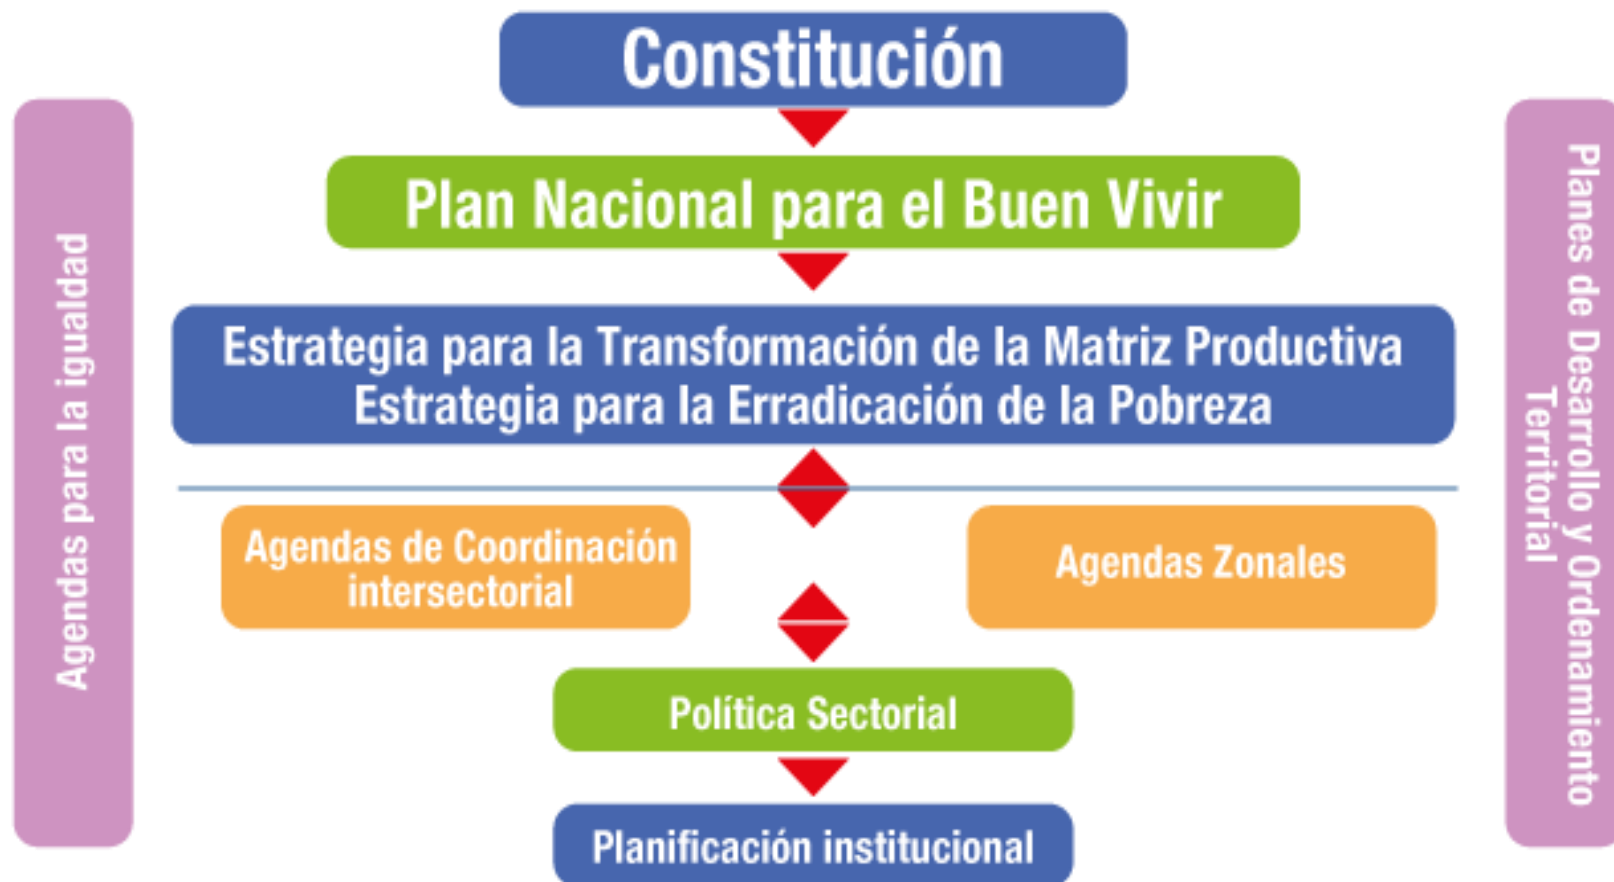 Constitución
Plan Nacional para el Buen Vivir
Estrategia para la Transformación de la Matriz Productiva
Estrategia para la Erradicación de la Pobreza
Agendas de Coordinación
intersectorial
Agendas Zonales
Política Sectorial
Planificación institucional
Agendas para la igualdad
Planes de Desarrollo y Ordenamiento
Territorial